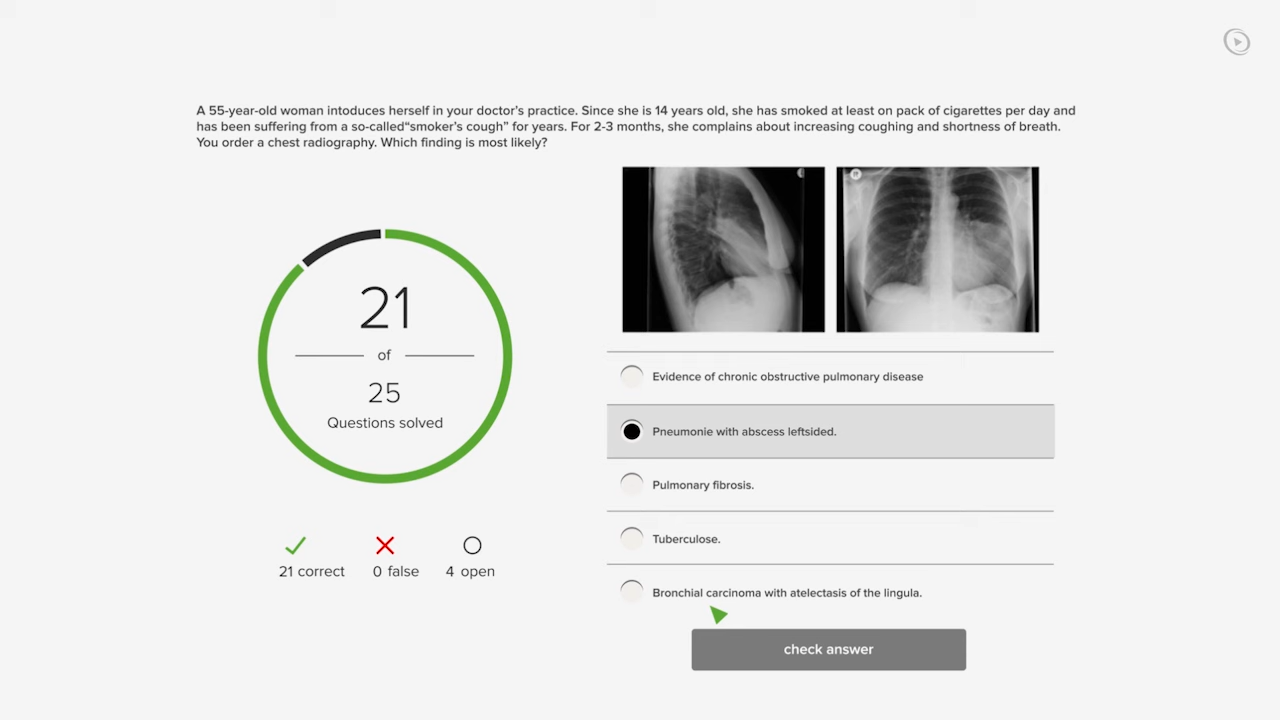 A 55-year-old woman intoduces herself in your doctor's practice. Since she is 14 years old, she has smoked at least on pack of cigarettes per day and
has been suffering from a so-called“smoker's cough” for years. For 2-3 months, she complains about increasing coughing and shortness of breath.
You order a chest radiography. Which finding is most likely?
21
of
25
Questions solved
21 correct
0 false
4 open
Evidence of chronic obstructive pulmonary disease
Pneumonie with abscess leftsided.
Pulmonary fibrosis.
Tuberculose.
Bronchial carcinoma with atelectasis of the lingula.
check answer